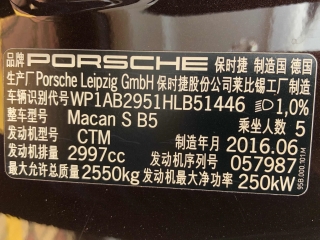 品牌 PORSCHE 保时捷 制造国 德国
生产厂 Porsche Leipzig GmbH 保时捷股份公司莱比锡工厂制造
车辆识别代号 WP1AB2951HLB51446 1,0%
整车型号 Macan S B5 乘坐人数 5
发动机型号 CTM 制造年月 2016.06
发动机排量 2997cc 发动机序列号 057987
最大允许总质量 2550kg 发动机最大净功率 250kW
95B.000.101.M